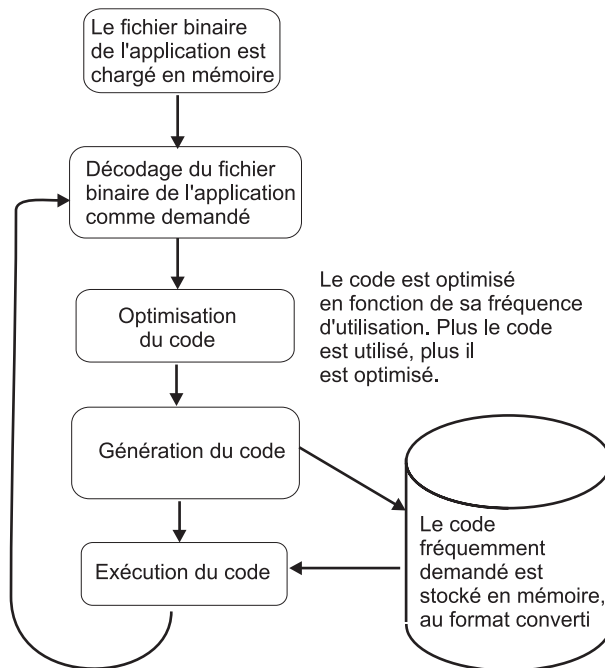 Le fichier binaire
de l'application est
chargé en mémoire
Décodage du fichier
binaire de l'application
comme demandé
Optimisation
du code
Le code est optimisé
en fonction de sa fréquence
d'utilisation. Plus le code
est utilisé, plus il
est optimisé.
Génération du code
Exécution du code
Le code
fréquemment
demandé est
stocké en mémoire,
au format converti